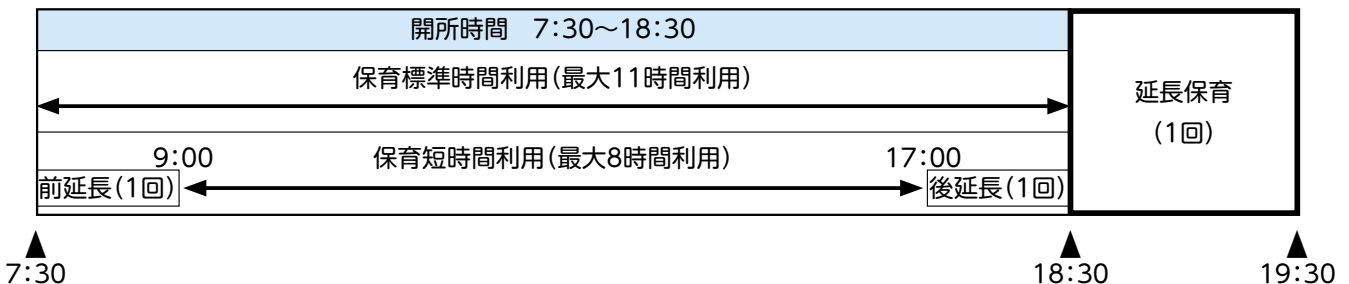 開所時間　7:30〜18:30
保育標準時間利用(最大11時間利用)
延長保育
(1回)
9:00
保育短時間利用(最大8時間利用)
17:00
前延長(1回)
後延長(1回)
7:30
18:30
19:30